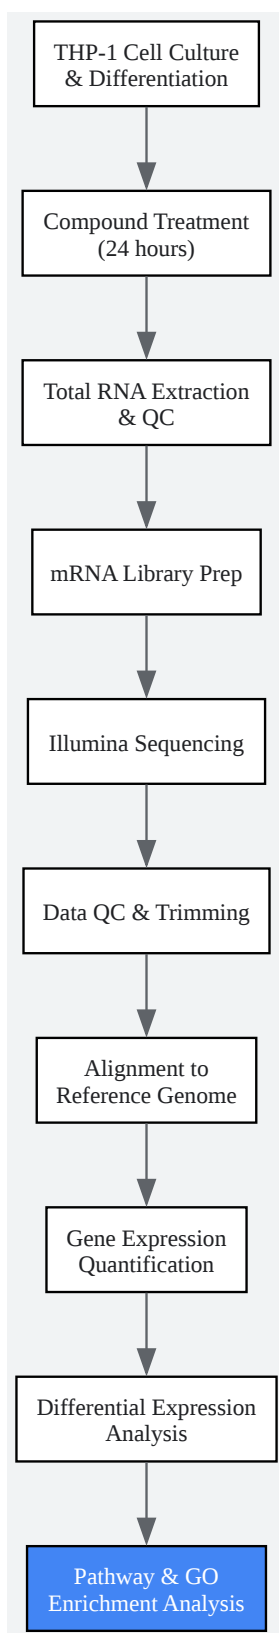 THP-1 Cell Culture
& Differentiation
Compound Treatment
(24 hours)
Total RNA Extraction
& QC
mRNA Library Prep
Illumina Sequencing
Data QC & Trimming
Alignment to
Reference Genome
Gene Expression
Quantification
Differential Expression
Analysis
Pathway & GO
Enrichment Analysis